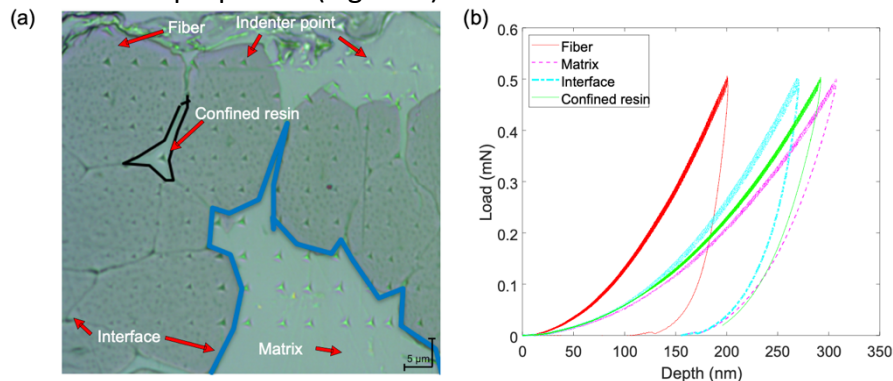 (a)
Fiber
Indenter point
Confined resin
Interface
Matrix
5 μm
(b)
Load (mN)
0.6
0.5
0.4
0.3
0.2
0.1
0
Fiber
Matrix
Interface
Confined resin
0 50 100 150 200 250 300 350
Depth (nm)